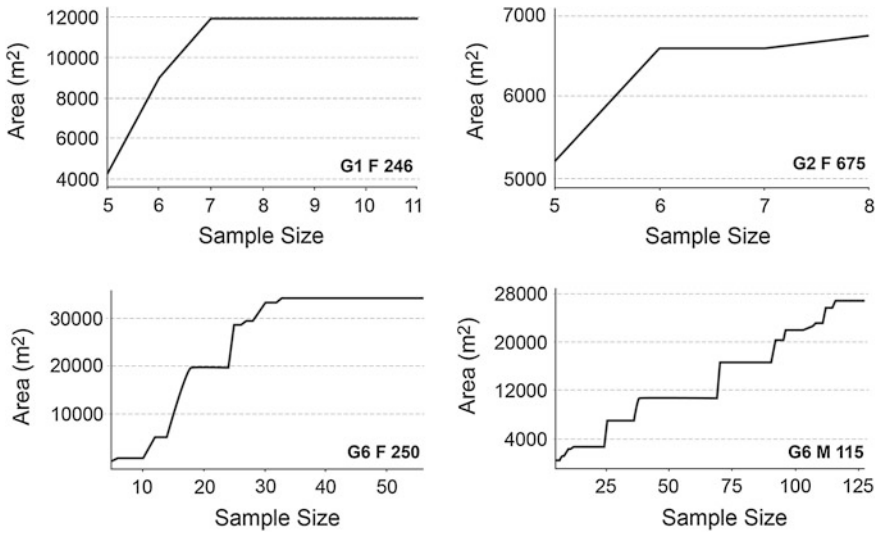 12000
10000
8000
6000
4000
Area (m²)
G1 F 246
5 6 7 8 9 10 11
Sample Size
7000
6000
5000
Area (m²)
G2 F 675
5 6 7 8
Sample Size
30000
20000
10000
Area (m²)
G6 F 250
10 20 30 40 50
Sample Size
28000
20000
12000
4000
Area (m²)
G6 M 115
25 50 75 100 125
Sample Size